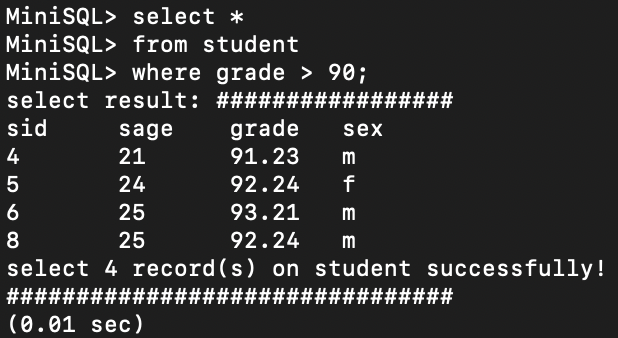 MiniSQL> select *
MiniSQL> from student
MiniSQL> where grade > 90;
select result: #################
sid     sage    grade   sex
4       21      91.23   m
5       24      92.24   f
6       25      93.21   m
8       25      92.24   m
select 4 record(s) on student successfully!
################################
(0.01 sec)